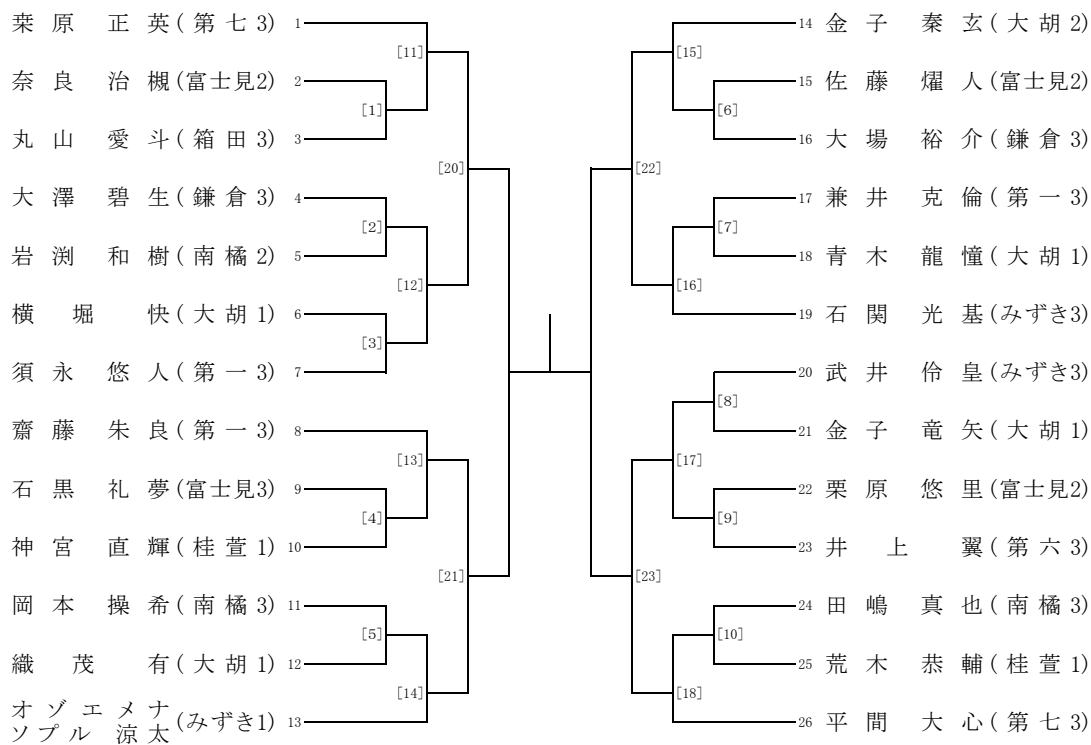 桒原 正英(第七3) 1
[11]
奈良 治槻(富士見2) 2
[1]
丸山 愛斗(箱田3) 3
[20]
大澤 碧生(鎌倉3) 4
[2]
岩渕 和樹(南橘2) 5
[12]
横堀 快(大胡1) 6
[3]
須永 悠人(第一3) 7
齋藤 朱良(第一3) 8
[13]
石黒 礼夢(富士見3) 9
[4]
神宮 直輝(桂萱1) 10
[21]
岡本 操希(南橘3) 11
[5]
織茂 有(大胡1) 12
[14]
オゾエメナ
ソプル 涼太(みずき1) 13
14 金子 秦玄(大胡2)
[15]
15 佐藤 燿人(富士見2)
[6]
16 大場 裕介(鎌倉3)
[22]
17 兼井 克倫(第一3)
[7]
18 青木 龍憧(大胡1)
[16]
19 石関 光基(みずき3)
20 武井 伶皇(みずき3)
[8]
21 金子 竜矢(大胡1)
[17]
22 栗原 悠里(富士見2)
[9]
23 井上 翼(第六3)
[23]
24 田嶋 真也(南橘3)
[10]
25 荒木 恭輔(桂萱1)
[18]
26 平間 大心(第七3)